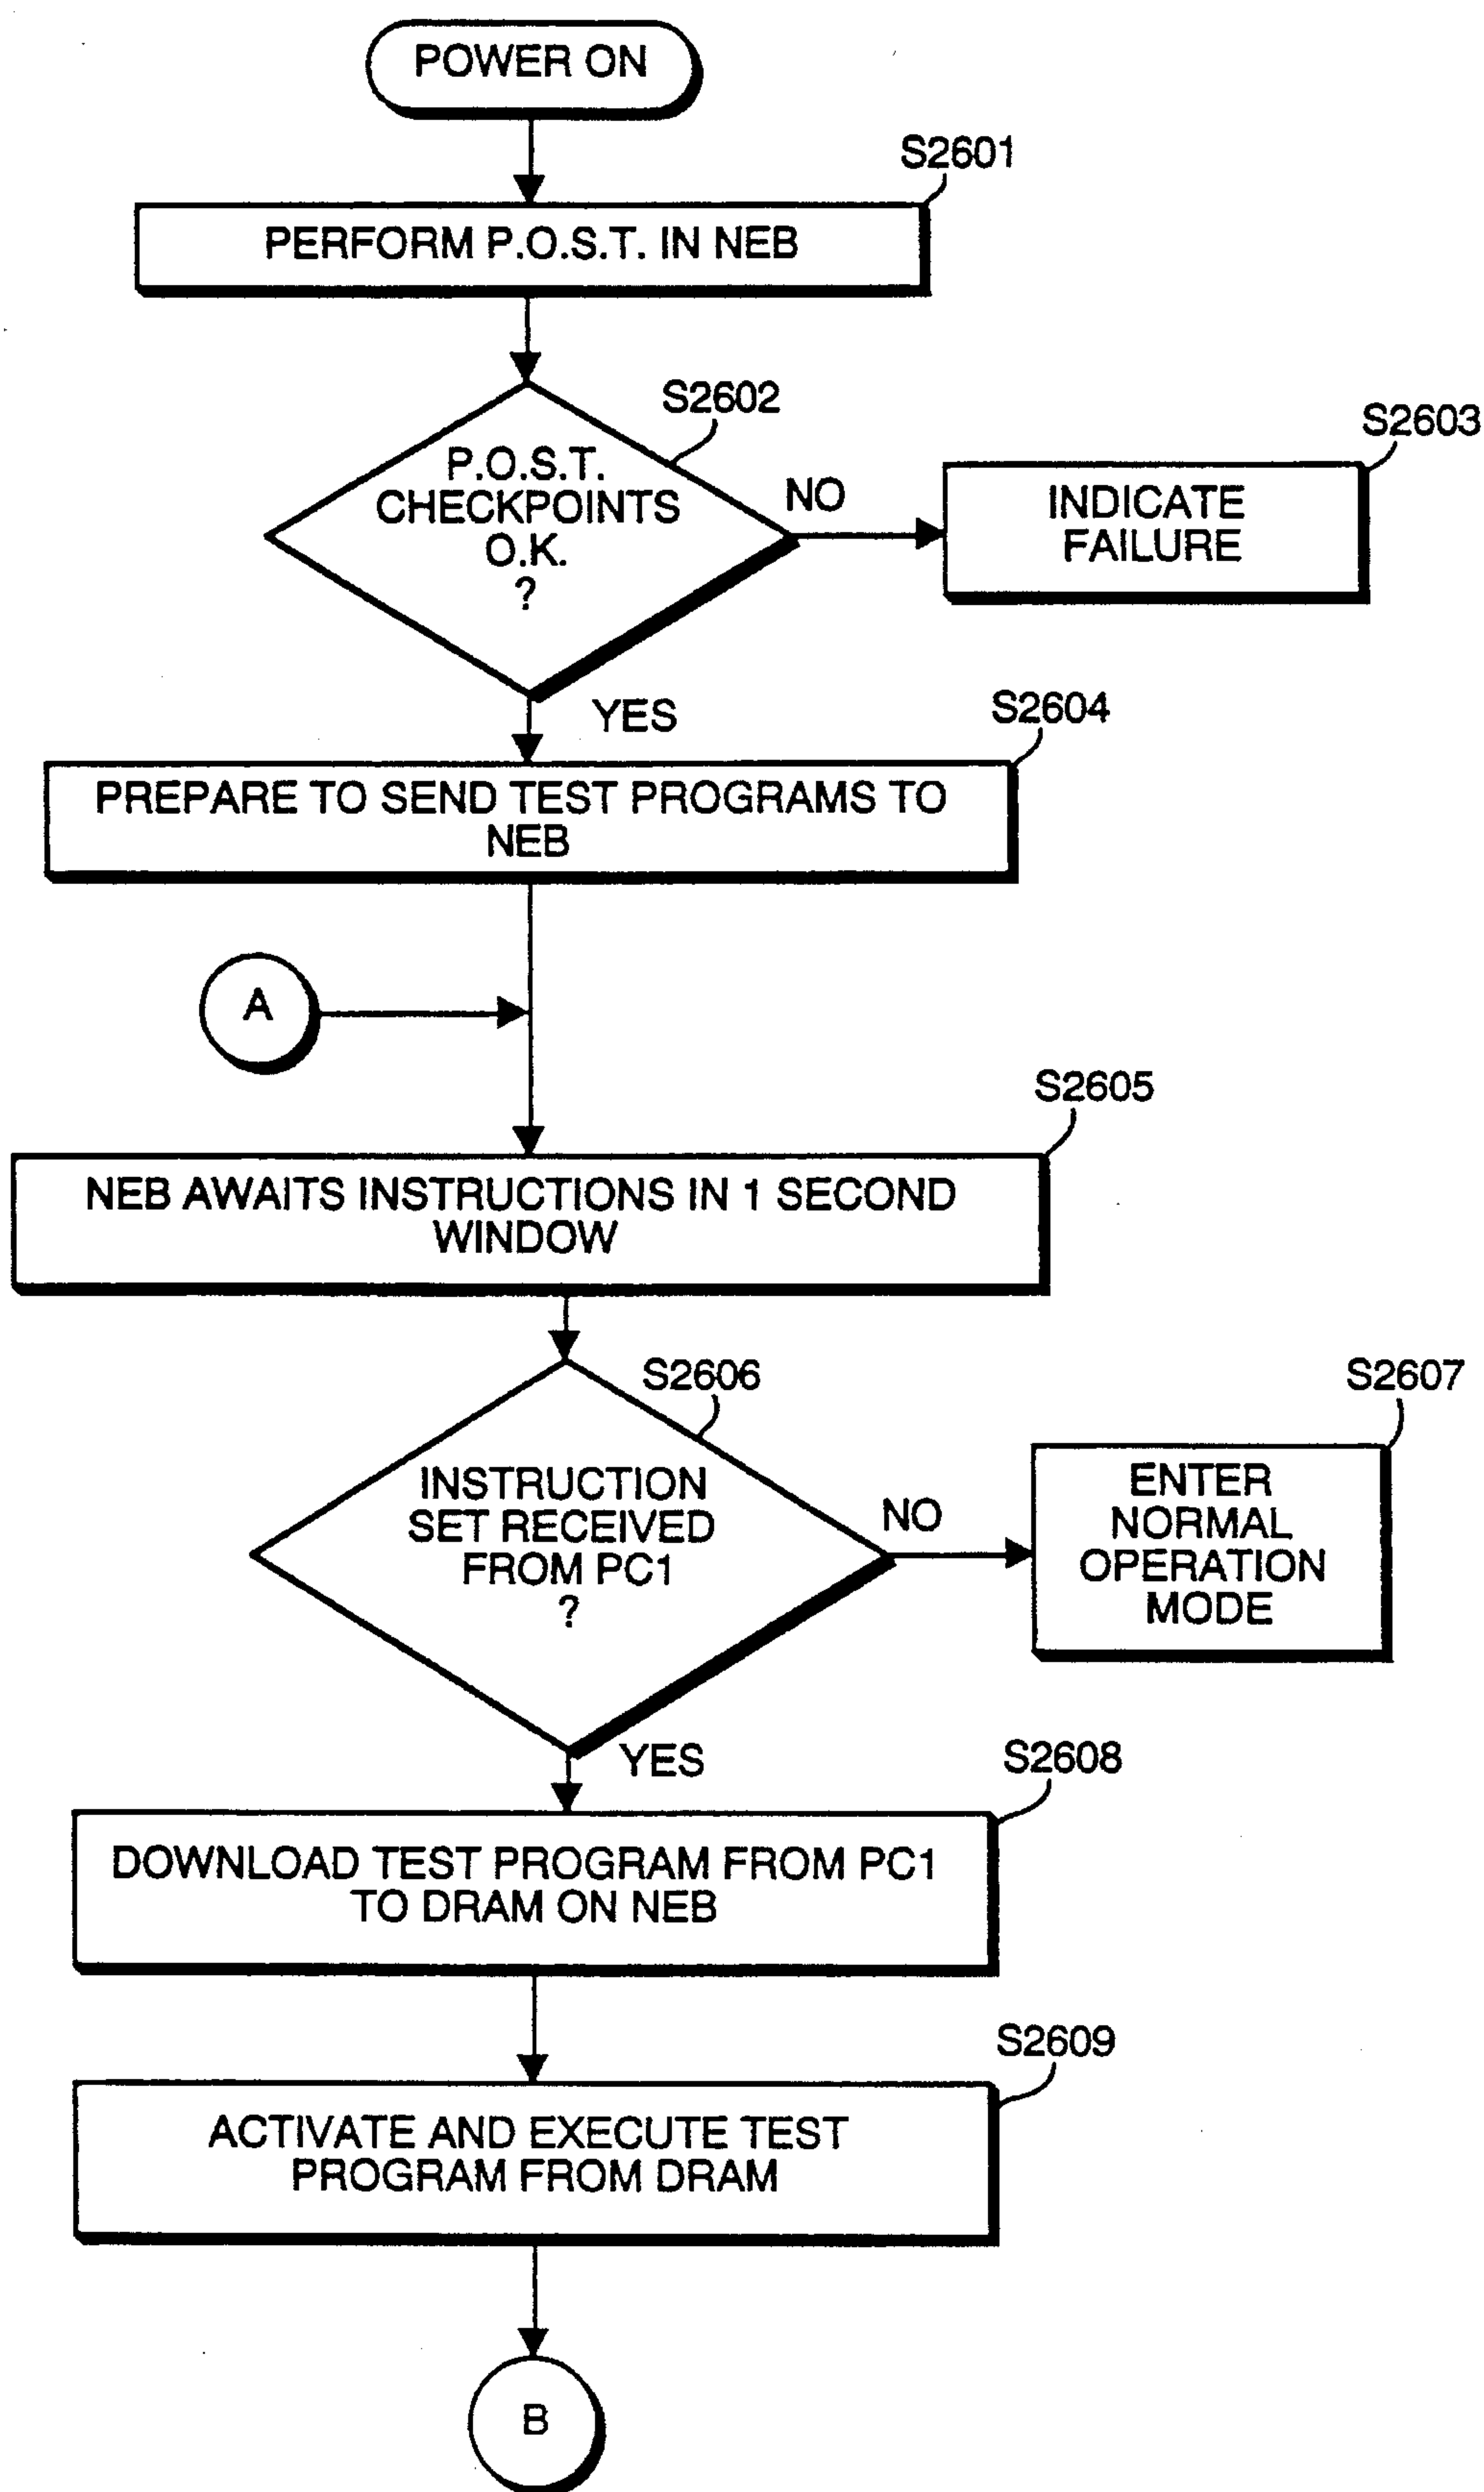 POWER ON
S2601
PERFORM P.O.S.T. IN NEB
S2602
P.O.S.T.
CHECKPOINTS
O.K.
?
NO
S2603
INDICATE
FAILURE
YES
S2604
PREPARE TO SEND TEST PROGRAMS TO
NEB
A
S2605
NEB AWAITS INSTRUCTIONS IN 1 SECOND
WINDOW
S2606
INSTRUCTION
SET RECEIVED
FROM PC1
?
NO
S2607
ENTER
NORMAL
OPERATION
MODE
YES
S2608
DOWNLOAD TEST PROGRAM FROM PC1
TO DRAM ON NEB
S2609
ACTIVATE AND EXECUTE TEST
PROGRAM FROM DRAM
B